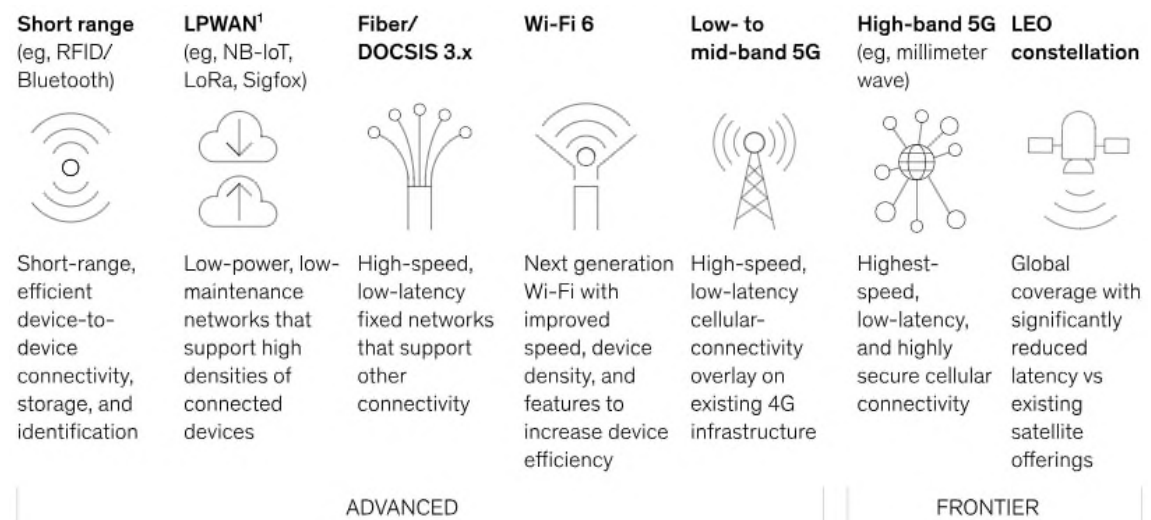 Short range
(eg, RFID/
Bluetooth)
Short-range,
efficient
device-to-
device
connectivity,
storage, and
identification
LPWAN¹
(eg, NB-IoT,
LoRa, Sigfox)
Low-power, low-
maintenance
networks that
support high
densities of
connected
devices
Fiber/
DOCSIS 3.x
High-speed,
low-latency
fixed networks
that support
other
connectivity
Wi-Fi 6
Next generation
Wi-Fi with
improved
speed, device
density, and
features to
increase device
efficiency
Low- to
mid-band 5G
High-speed,
low-latency
cellular-
connectivity
overlay on
existing 4G
infrastructure
ADVANCED
High-band 5G
(eg, millimeter
wave)
Highest-
speed,
low-latency,
and highly
secure cellular
connectivity
LEO
constellation
Global
coverage with
significantly
reduced
latency vs
existing
satellite
offerings
FRONTIER